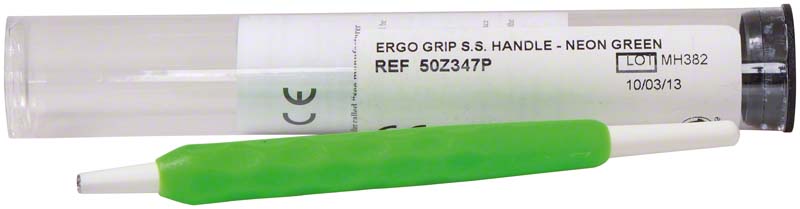 ERGO GRIP S.S. HANDLE - NEON GREEN
REF 50Z347P
LOT MH382
10/03/13
CE